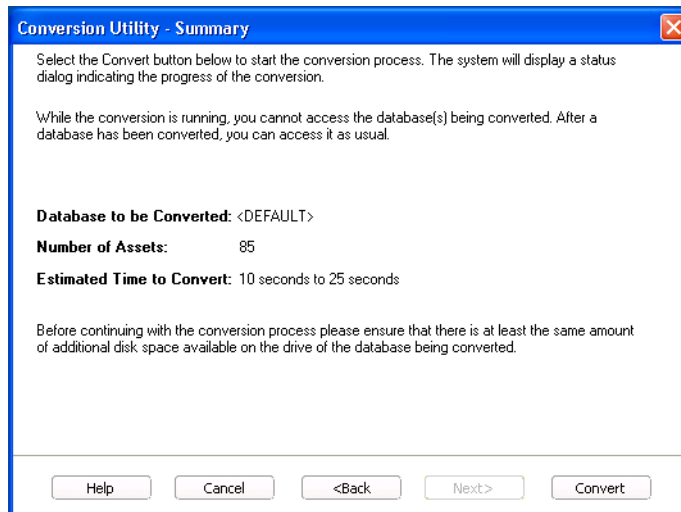 Conversion Utility - Summary
Select the Convert button below to start the conversion process. The system will display a status
dialog indicating the progress of the conversion.
While the conversion is running, you cannot access the database(s) being converted. After a
database has been converted, you can access it as usual.
Database to be Converted: <DEFAULT>
Number of Assets: 85
Estimated Time to Convert: 10 seconds to 25 seconds
Before continuing with the conversion process please ensure that there is at least the same amount
of additional disk space available on the drive of the database being converted.
Help Cancel <Back Next> Convert